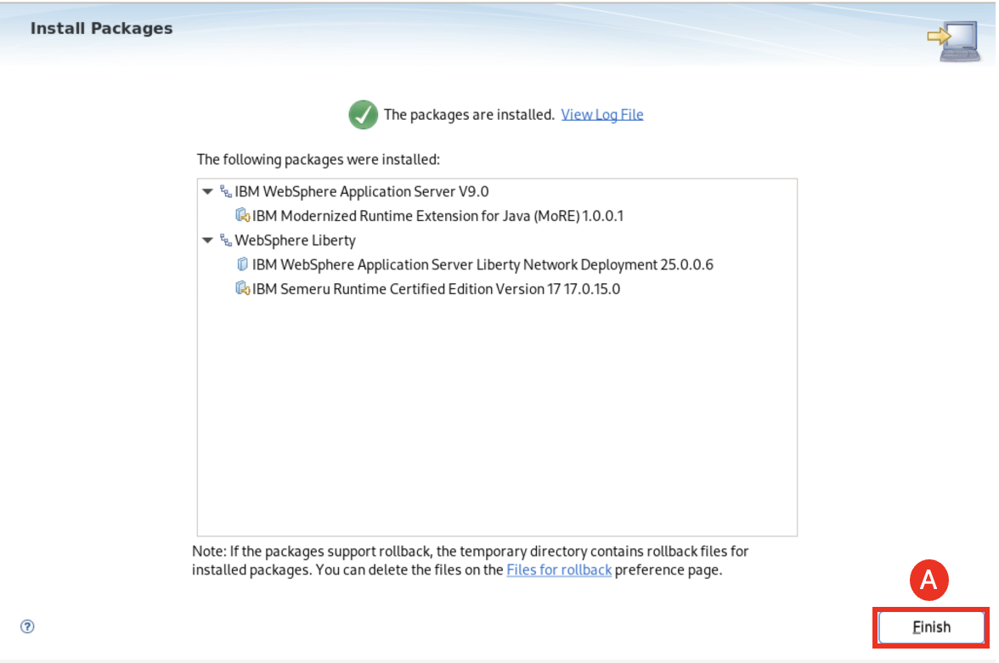 Install Packages
The packages are installed. View Log File
The following packages were installed:
IBM WebSphere Application Server V9.0
IBM Modernized Runtime Extension for Java (MoRE) 1.0.0.1
WebSphere Liberty
IBM WebSphere Application Server Liberty Network Deployment 25.0.0.6
IBM Semeru Runtime Certified Edition Version 17 17.0.15.0
Note: If the packages support rollback, the temporary directory contains rollback files for
installed packages. You can delete the files on the Files for rollback preference page.
A
?
Finish